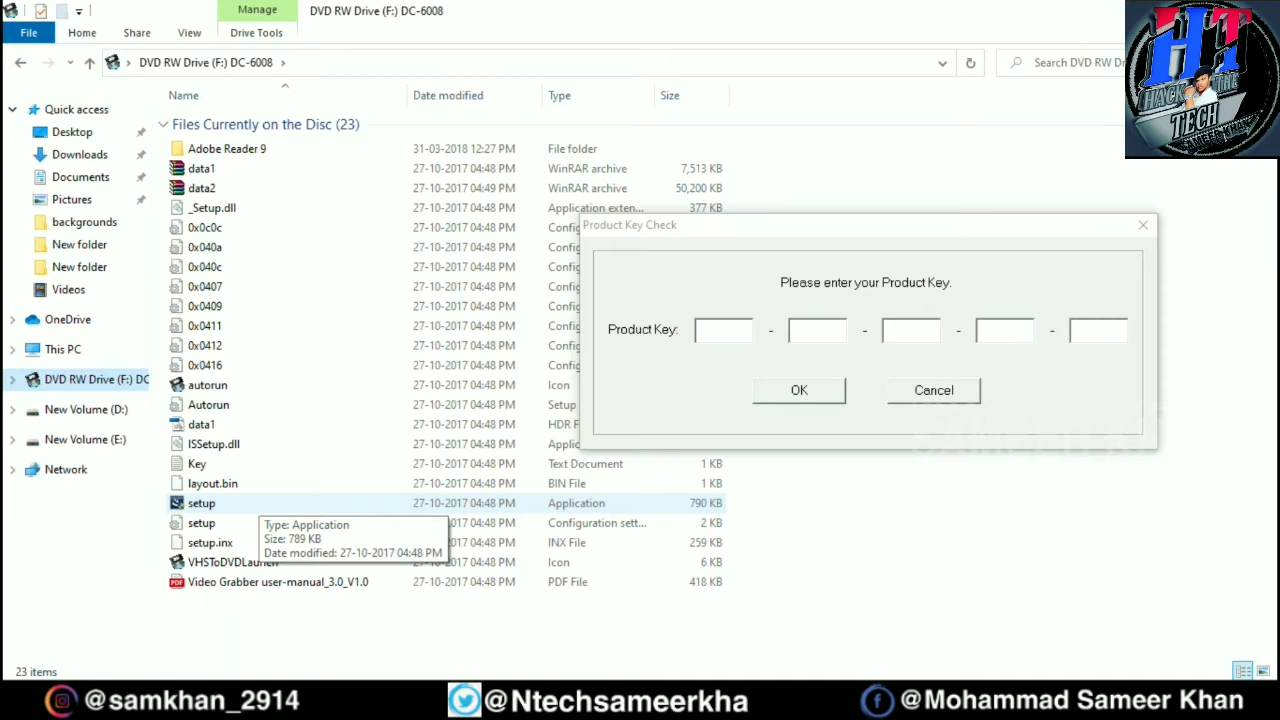 Manage
DVD RW Drive (F:) DC-6008
File Home Share View Drive Tools
DVD RW Drive (F:) DC-6008
Search DVD RW
HT
HACK THE
TECH
SAMEER KHAN
Name Date modified Type Size
Quick access
Desktop
Downloads
Documents
Pictures
backgrounds
New folder
New folder
Videos
OneDrive
This PC
DVD RW Drive (F:) DC
New Volume (D:)
New Volume (E:)
Network
Files Currently on the Disc (23)
Adobe Reader 9 31-03-2018 12:27 PM File folder
data1 27-10-2017 04:48 PM WinRAR archive 7,513 KB
data2 27-10-2017 04:49 PM WinRAR archive 50,200 KB
_Setup.dll 27-10-2017 04:48 PM Application exten... 377 KB
0x0c0c 27-10-2017 04:48 PM
0x040a 27-10-2017 04:48 PM
0x040c 27-10-2017 04:48 PM
0x0407 27-10-2017 04:48 PM
0x0409 27-10-2017 04:48 PM
0x0411 27-10-2017 04:48 PM
0x0412 27-10-2017 04:48 PM
0x0416 27-10-2017 04:48 PM
autorun 27-10-2017 04:48 PM Icon
Autorun 27-10-2017 04:48 PM Setup
data1 27-10-2017 04:48 PM HDR F
ISSetup.dll 27-10-2017 04:48 PM
Key 27-10-2017 04:48 PM Text Document 1 KB
layout.bin 27-10-2017 04:48 PM BIN File 1 KB
setup 27-10-2017 04:48 PM Application 790 KB
setup 04:48 PM Configuration sett... 2 KB
setup.inx 04:48 PM INX File 259 KB
04:48 PM Icon 6 KB
Video Grabber user-manual_3.0_V1.0 27-10-2017 04:48 PM PDF File 418 KB
Type: Application
Size: 789 KB
Date modified: 27-10-2017 04:48 PM
Product Key Check
Please enter your Product Key.
Product Key: - - - -
OK Cancel
23 items
@samkhan_2914 @Ntechsameerkha @Mohammad Sameer Khan